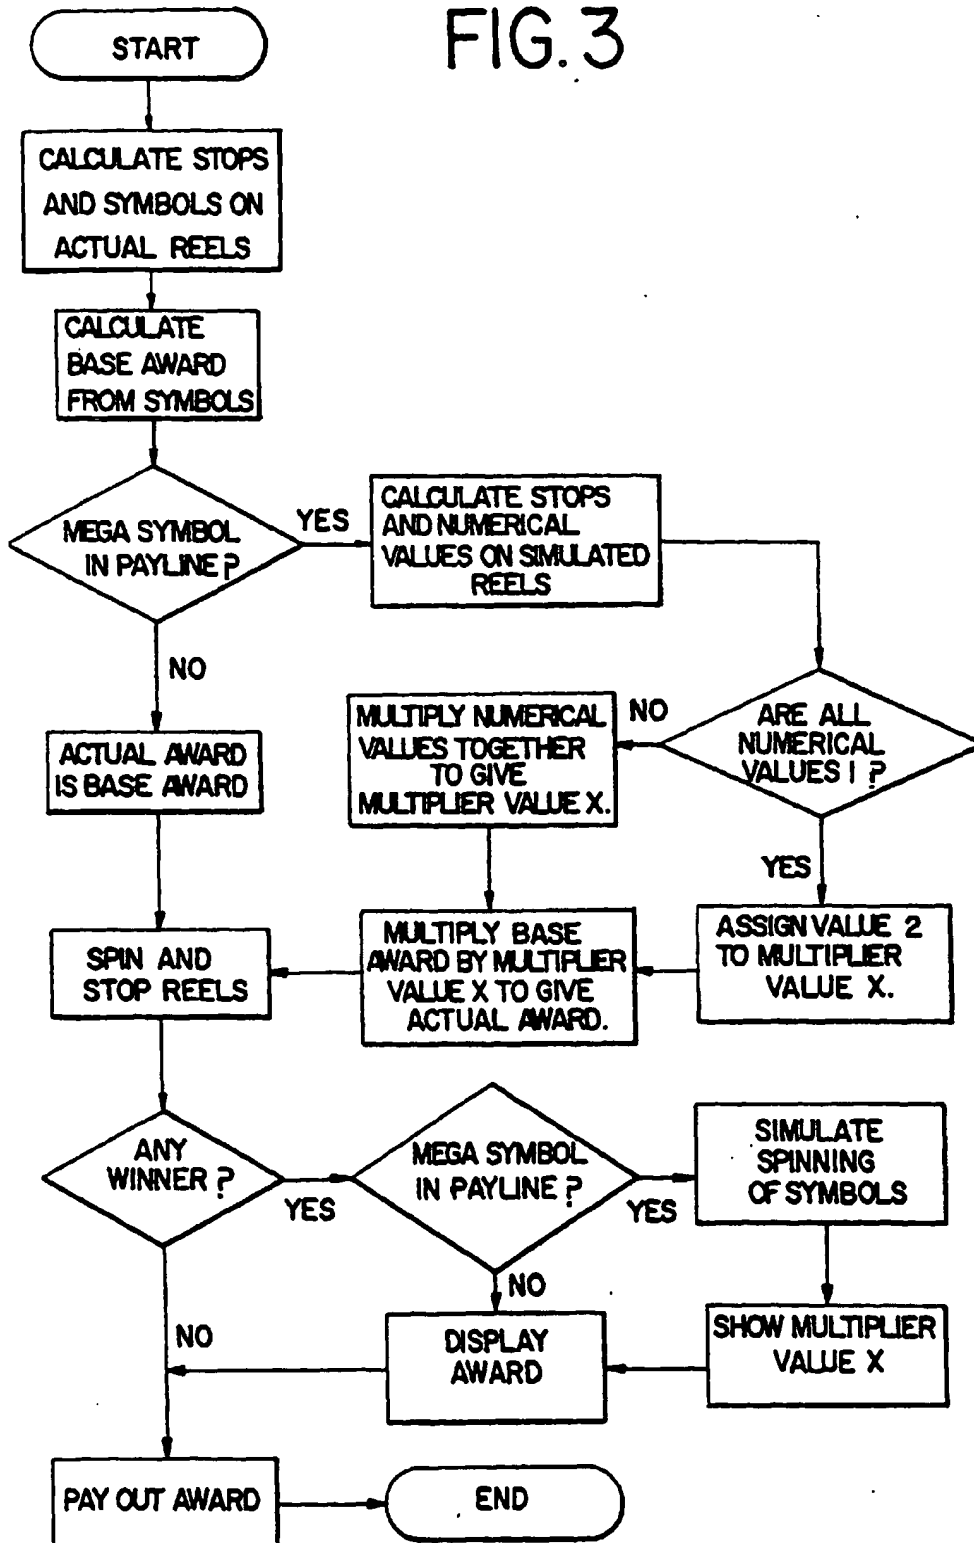 FIG. 3
START
CALCULATE STOPS
AND SYMBOLS ON
ACTUAL REELS
CALCULATE
BASE AWARD
FROM SYMBOLS
MEGA SYMBOL
IN PAYLINE?
YES
CALCULATE STOPS
AND NUMERICAL
VALUES ON SIMULATED
REELS
NO
ARE ALL
NUMERICAL
VALUES 1 ?
NO
MULTIPLY NUMERICAL
VALUES TOGETHER
TO GIVE
MULTIPLIER VALUE X.
ACTUAL AWARD
IS BASE AWARD
YES
ASSIGN VALUE 2
TO MULTIPLIER
VALUE X.
MULTIPLY BASE
AWARD BY MULTIPLIER
VALUE X TO GIVE
ACTUAL AWARD.
SPIN AND
STOP REELS
ANY
WINNER ?
YES
MEGA SYMBOL
IN PAYLINE ?
YES
SIMULATE
SPINNING
OF SYMBOLS
NO
NO
DISPLAY
AWARD
SHOW MULTIPLIER
VALUE X
PAY OUT AWARD
END